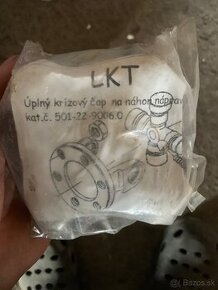 LKT
Úplný krížový čap na náhon náprav
kat.č. 501-22-9006.0
Bazos.sk